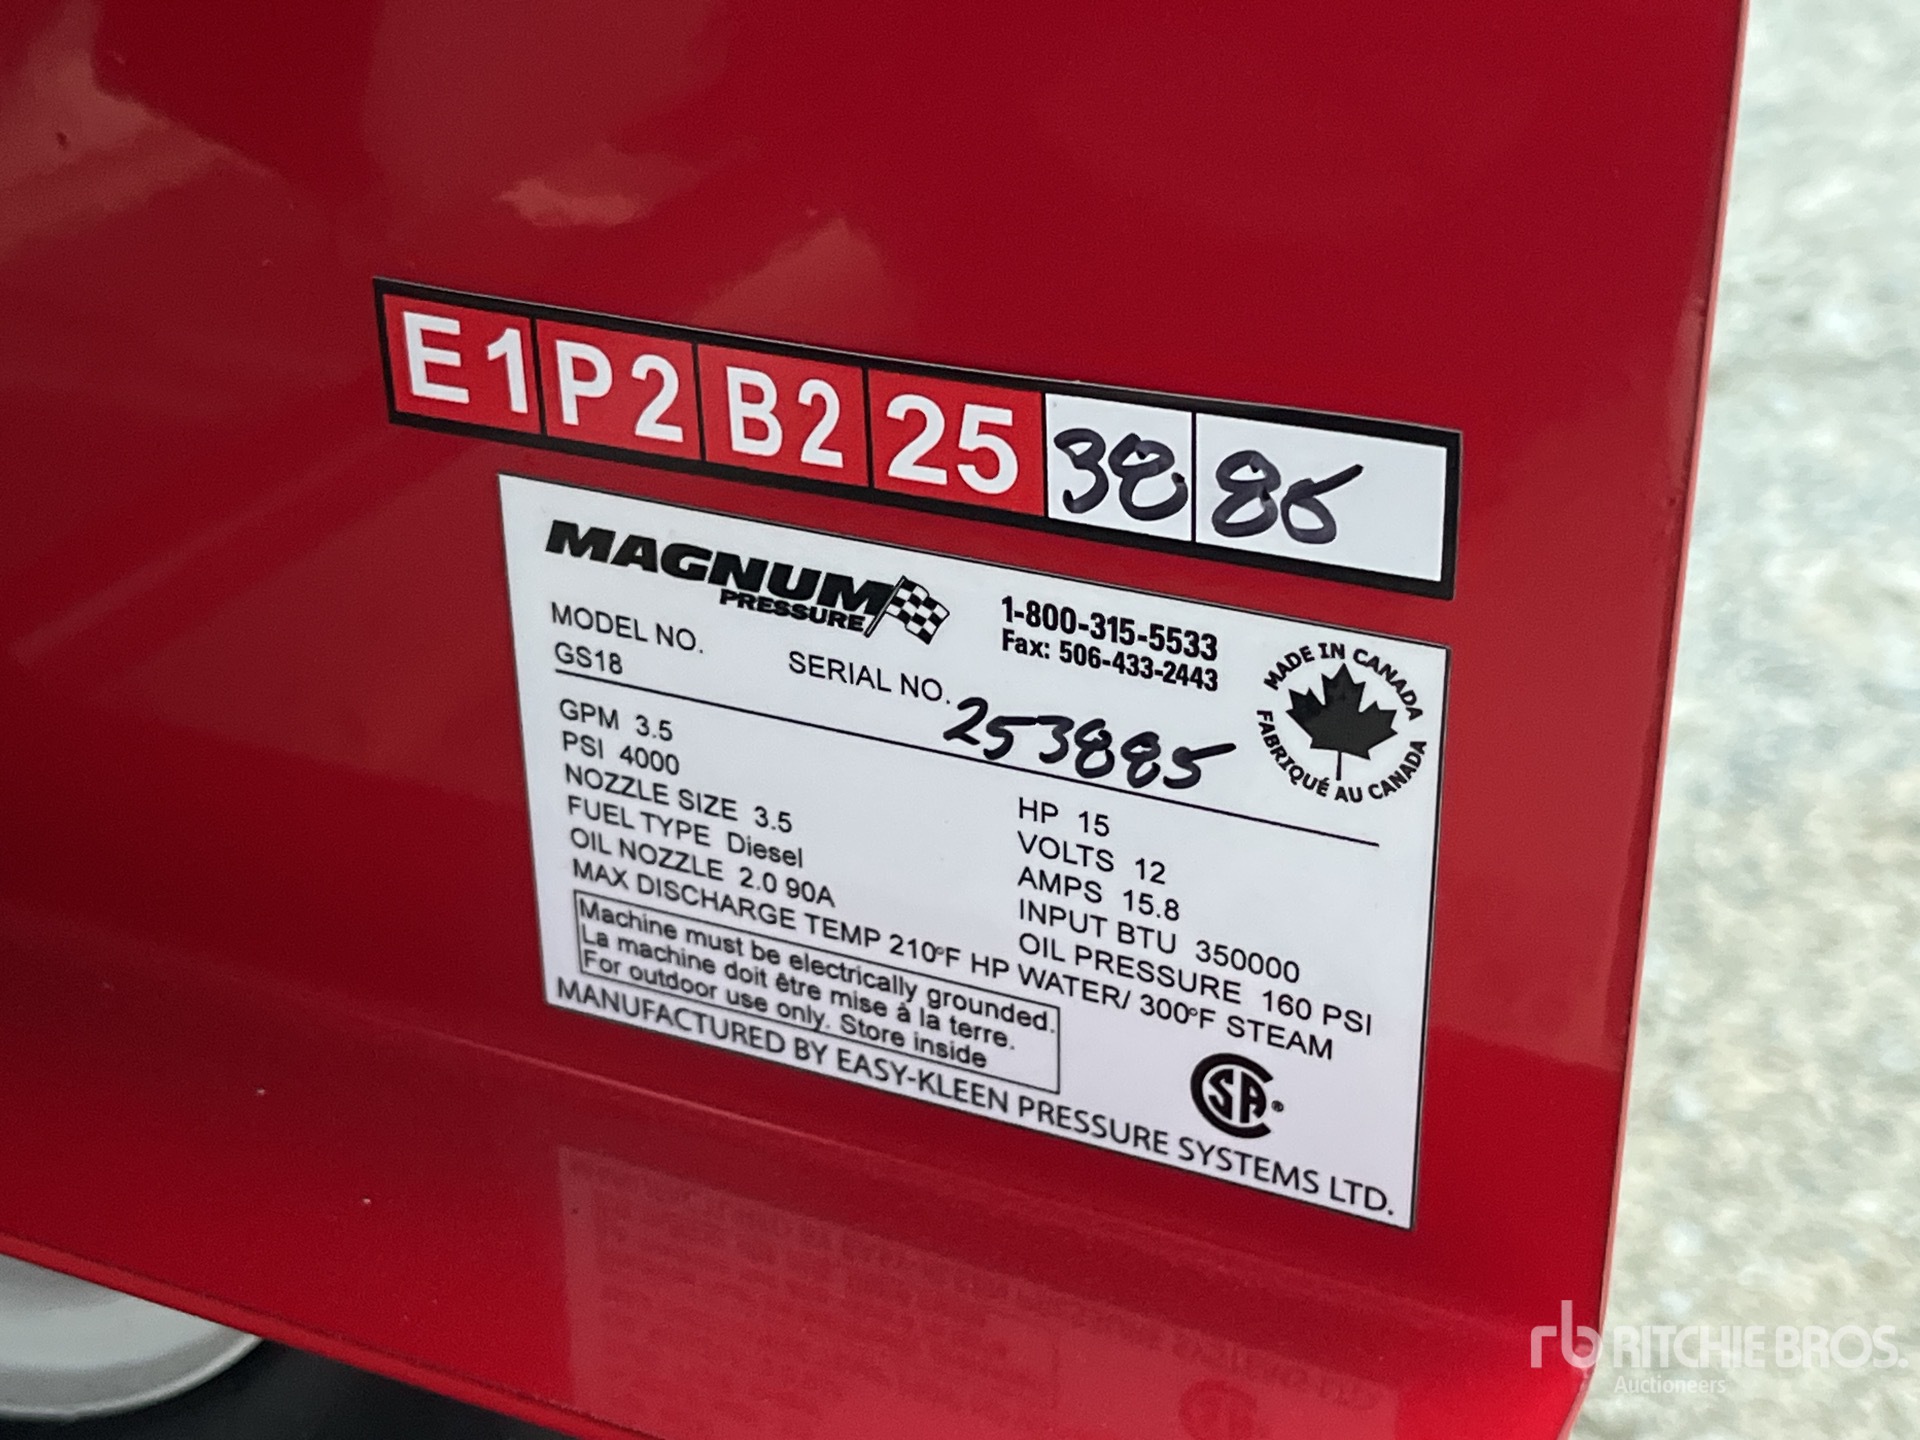 E1 P2 B2 25 38 85
MAGNUM
PRESSURE
1-800-315-5533
Fax: 506-433-2443
MADE IN CANADA
FABRIQUÉ AU CANADA
MODEL NO.
GS18
SERIAL NO. 253885
GPM 3.5
PSI 4000
NOZZLE SIZE 3.5
FUEL TYPE Diesel
OIL NOZZLE 2.0 90A
HP 15
VOLTS 12
AMPS 15.8
INPUT BTU 350000
OIL PRESSURE 160 PSI
MAX DISCHARGE TEMP 210°F HP WATER/ 300°F STEAM
Machine must be electrically grounded.
La machine doit être mise à la terre.
For outdoor use only. Store inside
CSA®
MANUFACTURED BY EASY-KLEEN PRESSURE SYSTEMS LTD.
rb RITCHIE BROS.
Auctioneers